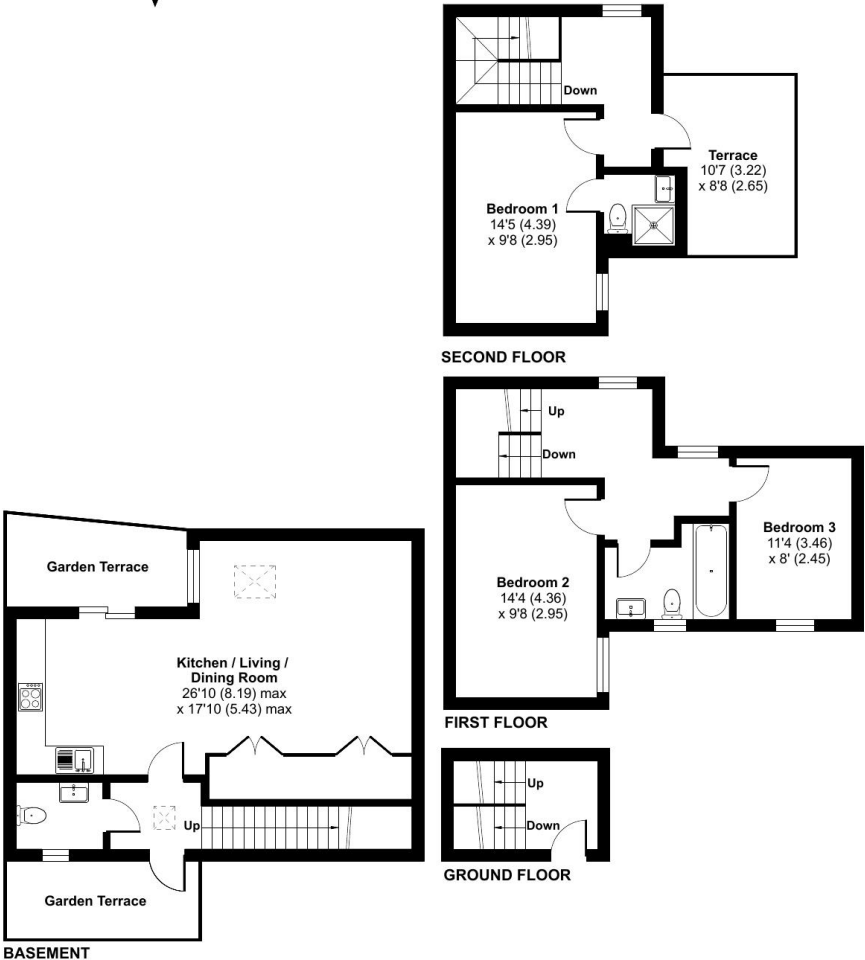 Down
Terrace
10'7 (3.22)
x 8'8 (2.65)
Bedroom 1
14'5 (4.39)
x 9'8 (2.95)
SECOND FLOOR
Up
Down
Bedroom 3
11'4 (3.46)
x 8' (2.45)
Bedroom 2
14'4 (4.36)
x 9'8 (2.95)
FIRST FLOOR
Garden Terrace
Kitchen / Living /
Dining Room
26'10 (8.19) max
x 17'10 (5.43) max
Up
Garden Terrace
BASEMENT
Up
Down
GROUND FLOOR